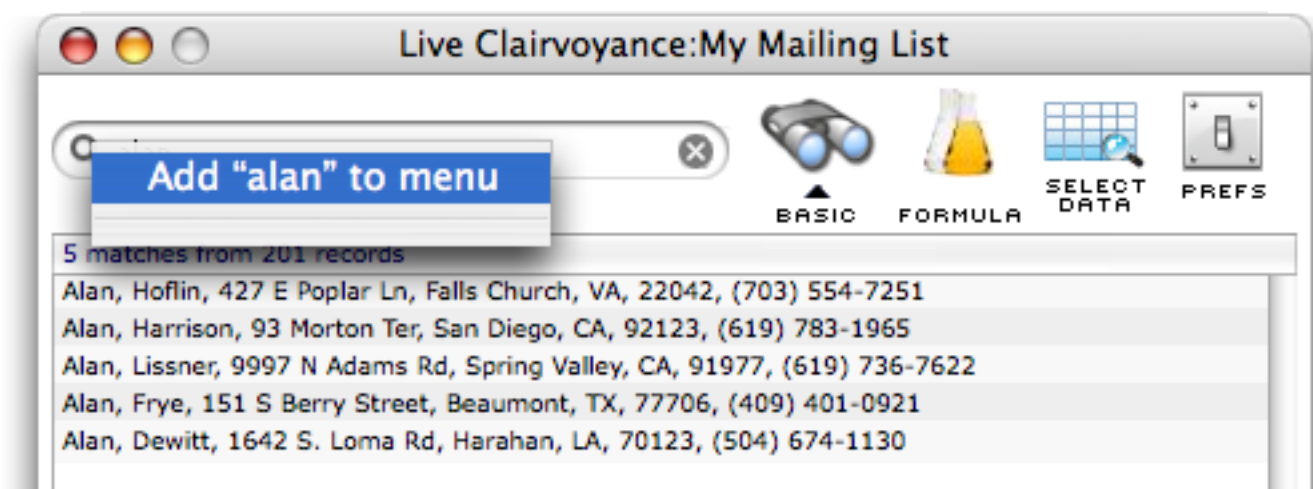 Live Clairvoyance:My Mailing List
Add “alan” to menu
BASIC
FORMULA
SELECT
DATA
PREFS
5 matches from 201 records
Alan, Hoflin, 427 E Poplar Ln, Falls Church, VA, 22042, (703) 554-7251
Alan, Harrison, 93 Morton Ter, San Diego, CA, 92123, (619) 783-1965
Alan, Lissner, 9997 N Adams Rd, Spring Valley, CA, 91977, (619) 736-7622
Alan, Frye, 151 S Berry Street, Beaumont, TX, 77706, (409) 401-0921
Alan, Dewitt, 1642 S. Loma Rd, Harahan, LA, 70123, (504) 674-1130